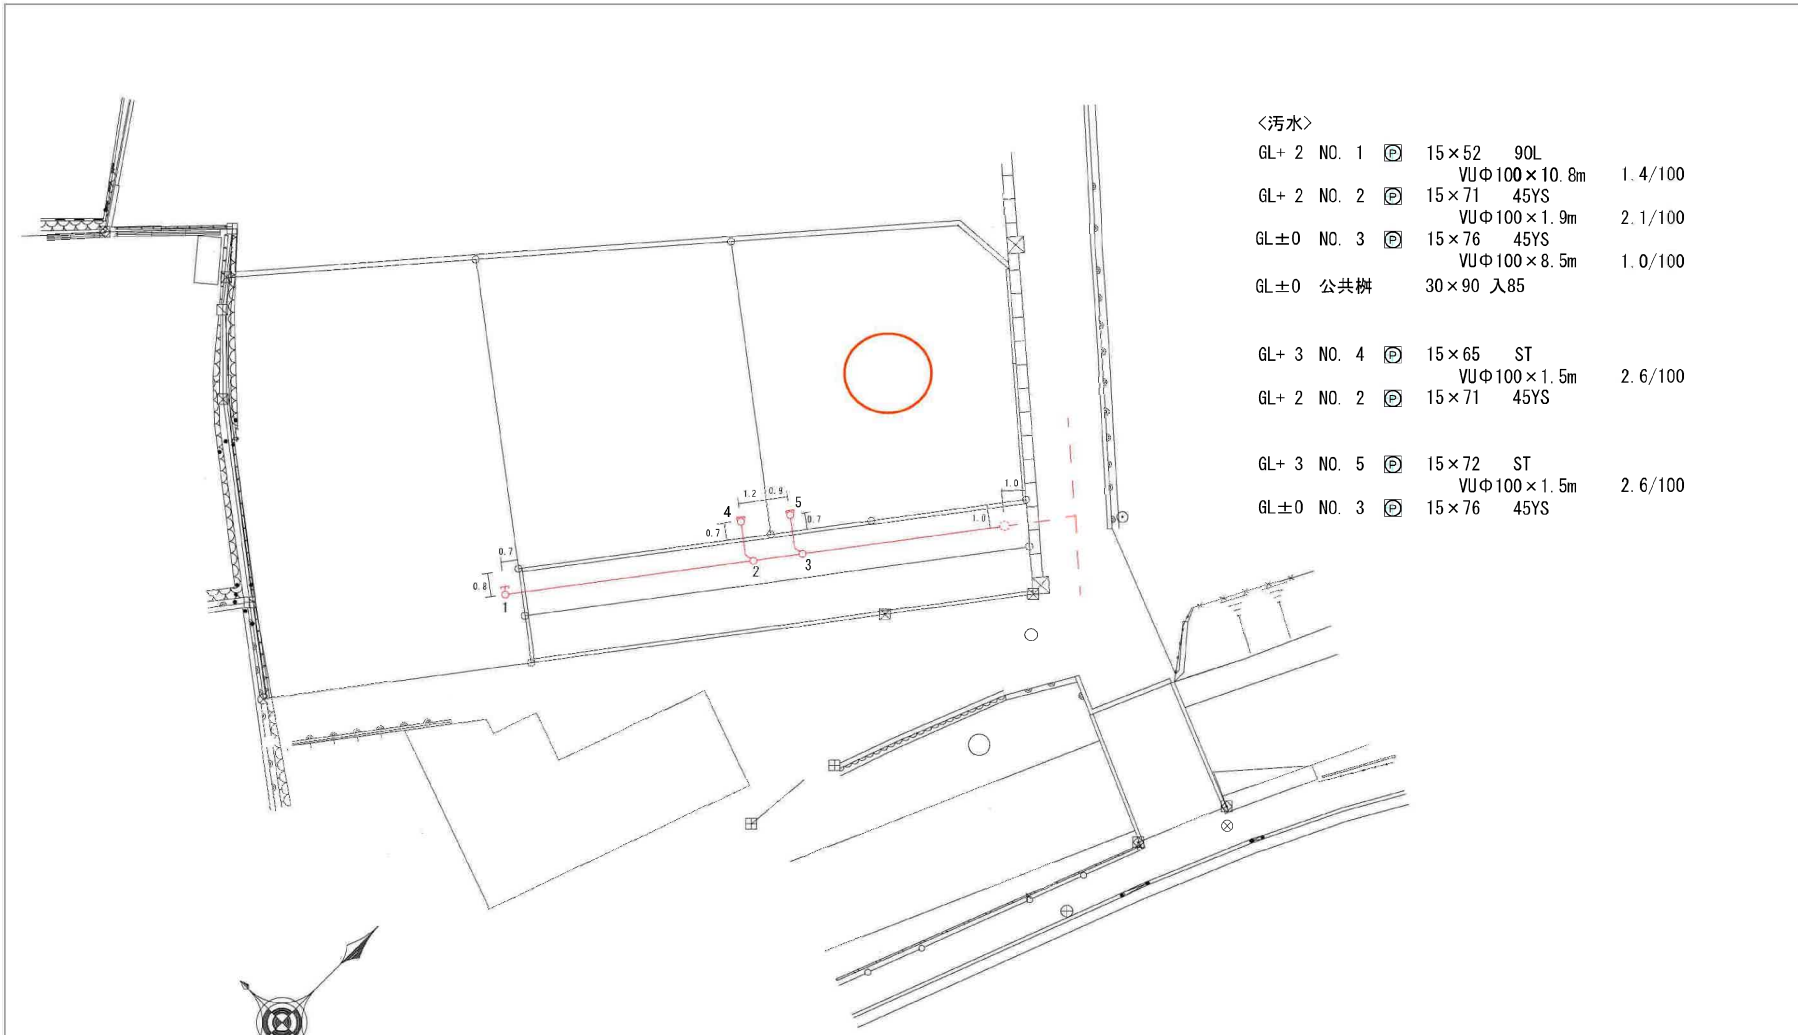 <汚水>
GL+ 2 NO. 1 Ⓟ 15×52 90L
VUΦ100×10.8m 1.4/100
GL+ 2 NO. 2 Ⓟ 15×71 45YS
VUΦ100×1.9m 2.1/100
GL±0 NO. 3 Ⓟ 15×76 45YS
VUΦ100×8.5m 1.0/100
GL±0 公共桝 30×90 入85
GL+ 3 NO. 4 Ⓟ 15×65 ST
VUΦ100×1.5m 2.6/100
GL+ 2 NO. 2 Ⓟ 15×71 45YS
GL+ 3 NO. 5 Ⓟ 15×72 ST
VUΦ100×1.5m 2.6/100
GL±0 NO. 3 Ⓟ 15×76 45YS
1.0
1.2 0.9
4 5
0.7 0.7 1.0
0.7
2 3
0.8
1